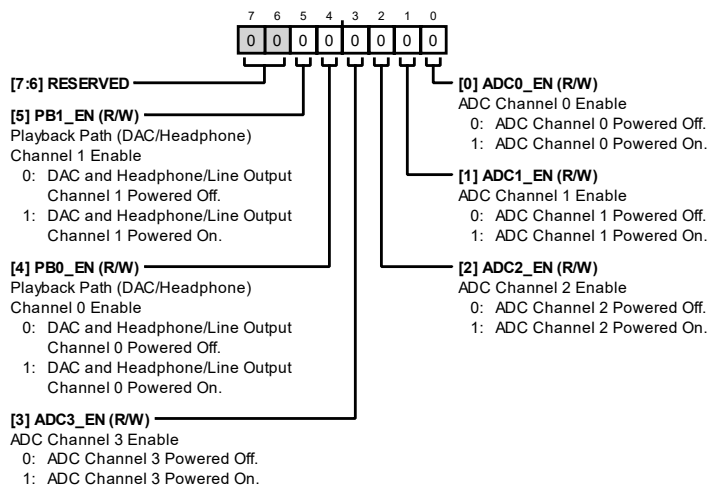 7 6 5 4 3 2 1 0
0 0 0 0 0 0 0 0
[7:6] RESERVED
[5] PB1_EN (R/W)
Playback Path (DAC/Headphone)
Channel 1 Enable
0: DAC and Headphone/Line Output
Channel 1 Powered Off.
1: DAC and Headphone/Line Output
Channel 1 Powered On.
[4] PB0_EN (R/W)
Playback Path (DAC/Headphone)
Channel 0 Enable
0: DAC and Headphone/Line Output
Channel 0 Powered Off.
1: DAC and Headphone/Line Output
Channel 0 Powered On.
[3] ADC3_EN (R/W)
ADC Channel 3 Enable
0: ADC Channel 3 Powered Off.
1: ADC Channel 3 Powered On.
[0] ADC0_EN (R/W)
ADC Channel 0 Enable
0: ADC Channel 0 Powered Off.
1: ADC Channel 0 Powered On.
[1] ADC1_EN (R/W)
ADC Channel 1 Enable
0: ADC Channel 1 Powered Off.
1: ADC Channel 1 Powered On.
[2] ADC2_EN (R/W)
ADC Channel 2 Enable
0: ADC Channel 2 Powered Off.
1: ADC Channel 2 Powered On.